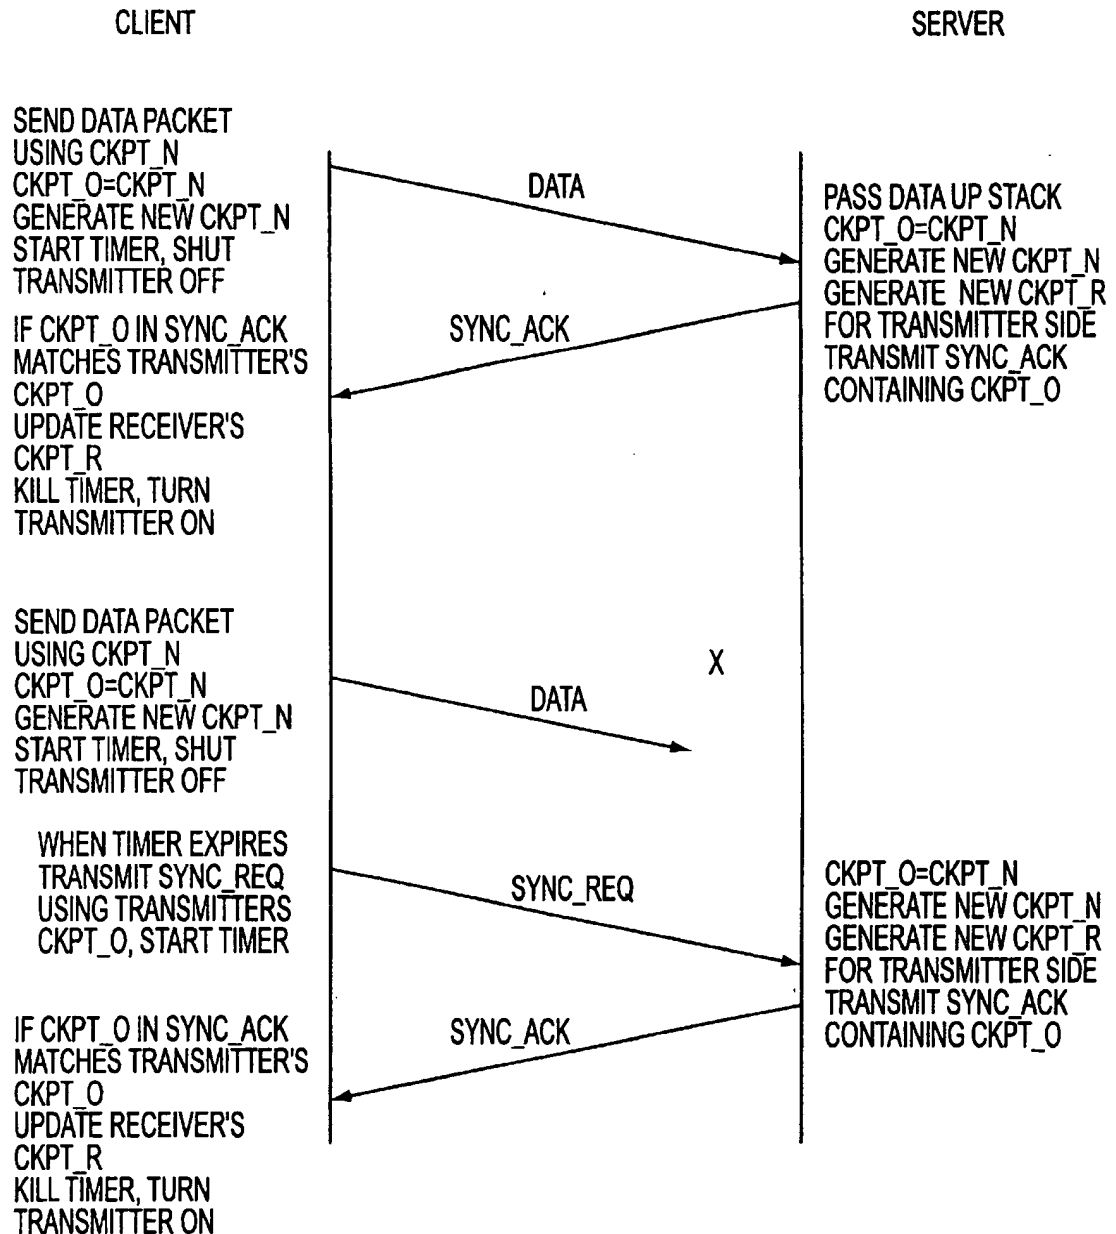 CLIENT
SERVER
SEND DATA PACKET
USING CKPT_N
CKPT_O=CKPT_N
GENERATE NEW CKPT_N
START TIMER, SHUT
TRANSMITTER OFF
DATA
PASS DATA UP STACK
CKPT_O=CKPT_N
GENERATE NEW CKPT_N
GENERATE NEW CKPT_R
FOR TRANSMITTER SIDE
TRANSMIT SYNC_ACK
CONTAINING CKPT_O
SYNC_ACK
IF CKPT_O IN SYNC_ACK
MATCHES TRANSMITTER'S
CKPT_O
UPDATE RECEIVER'S
CKPT_R
KILL TIMER, TURN
TRANSMITTER ON
SEND DATA PACKET
USING CKPT_N
CKPT_O=CKPT_N
GENERATE NEW CKPT_N
START TIMER, SHUT
TRANSMITTER OFF
DATA
X
WHEN TIMER EXPIRES
TRANSMIT SYNC_REQ
USING TRANSMITTERS
CKPT_O, START TIMER
SYNC_REQ
CKPT_O=CKPT_N
GENERATE NEW CKPT_N
GENERATE NEW CKPT_R
FOR TRANSMITTER SIDE
TRANSMIT SYNC_ACK
CONTAINING CKPT_O
SYNC_ACK
IF CKPT_O IN SYNC_ACK
MATCHES TRANSMITTER'S
CKPT_O
UPDATE RECEIVER'S
CKPT_R
KILL TIMER, TURN
TRANSMITTER ON